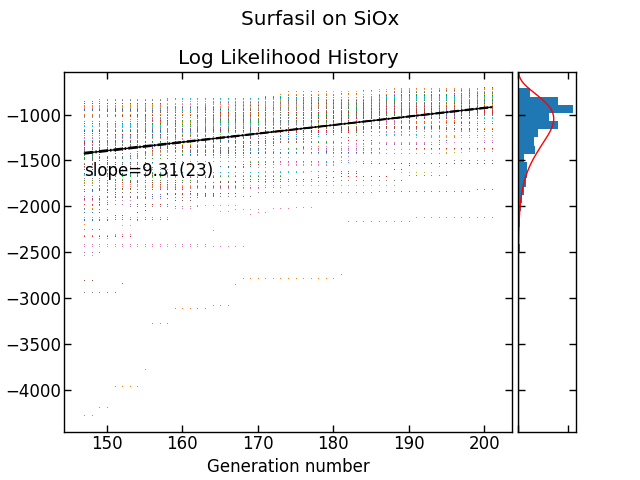 Surfasil on SiOx
Log Likelihood History
−1000
−1500
slope=9.31(23)
−2000
−2500
−3000
−3500
−4000
150 160 170 180 190 200
Generation number